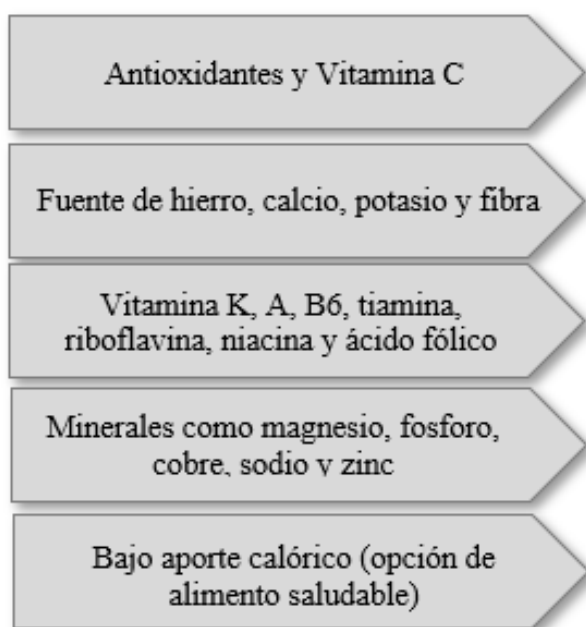 Antioxidantes y Vitamina C
Fuente de hierro, calcio, potasio y fibra
Vitamina K, A, B6, tiamina,
riboflavina, niacina y ácido fólico
Minerales como magnesio, fosforo,
cobre, sodio y zinc
Bajo aporte calórico (opción de
alimento saludable)